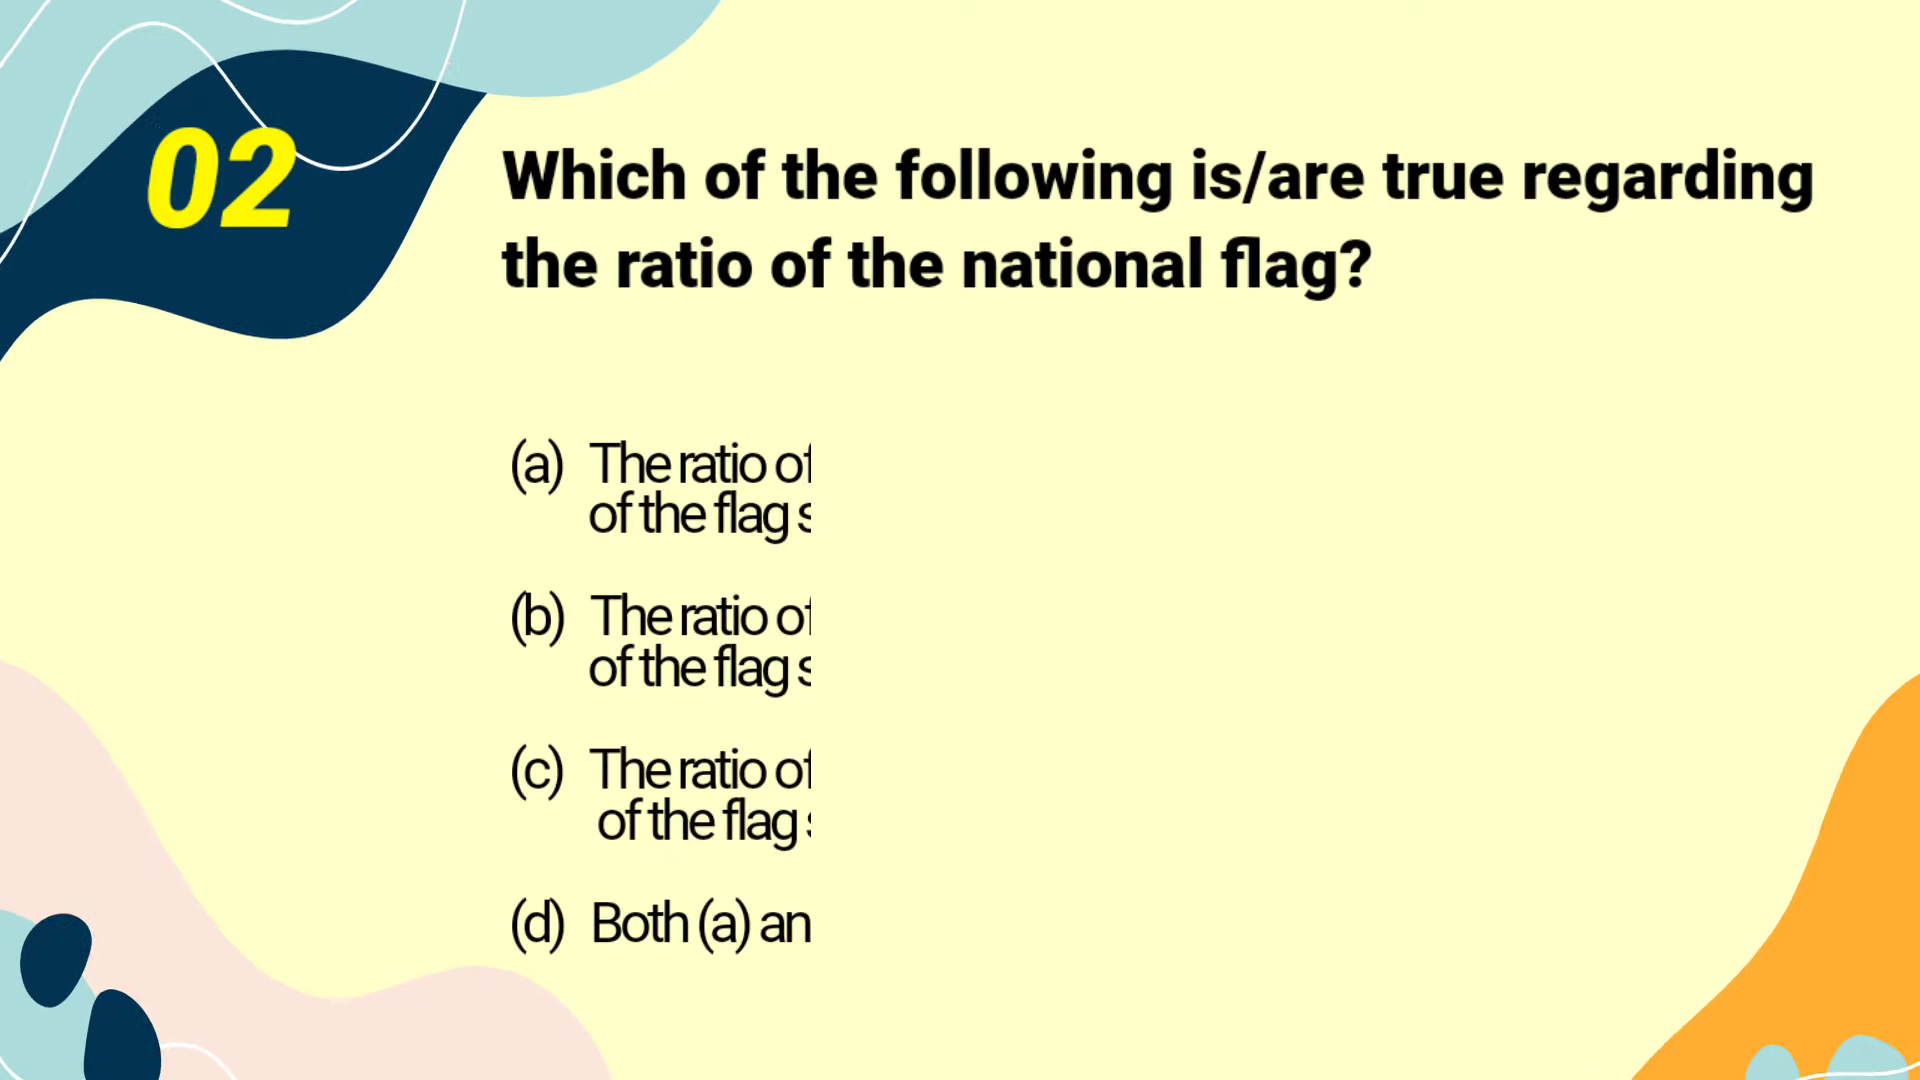 02
Which of the following is/are true regarding
the ratio of the national flag?
(a) The ratio of
of the flag
(b) The ratio of
of the flag
(c) The ratio of
of the flag
(d) Both (a)